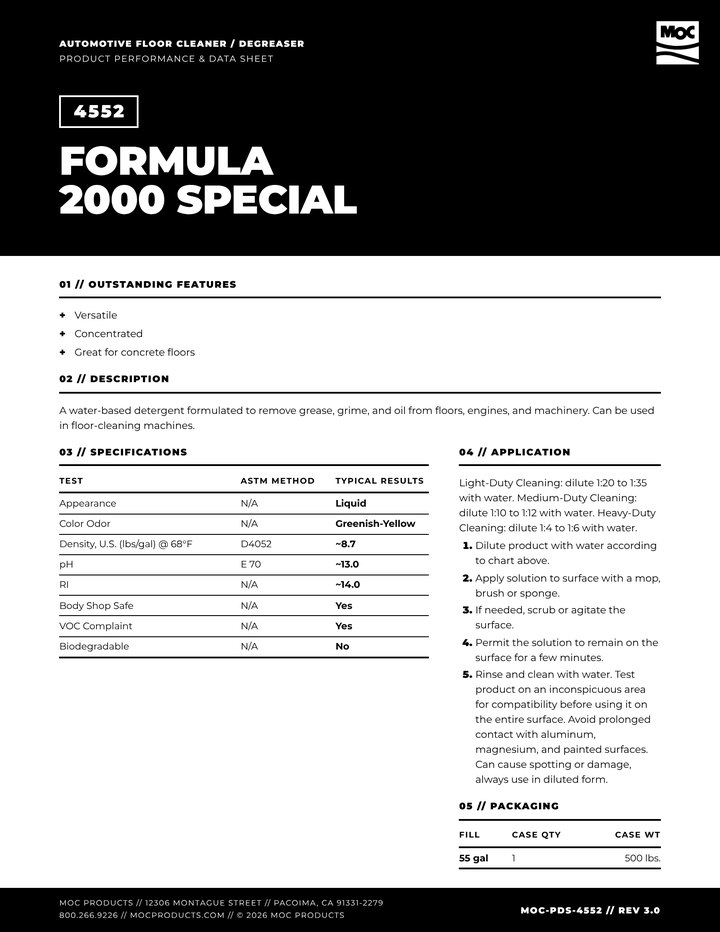 AUTOMOTIVE FLOOR CLEANER / DEGREASER
PRODUCT PERFORMANCE & DATA SHEET
MOC
4552
FORMULA
2000 SPECIAL
01 // OUTSTANDING FEATURES
+ Versatile
+ Concentrated
+ Great for concrete floors
02 // DESCRIPTION
A water-based detergent formulated to remove grease, grime, and oil from floors, engines, and machinery. Can be used
in floor-cleaning machines.
03 // SPECIFICATIONS
TEST ASTM METHOD TYPICAL RESULTS
Appearance N/A Liquid
Color Odor N/A Greenish-Yellow
Density, U.S. (lbs/gal) @ 68°F D4052 ~8.7
pH E 70 ~13.0
RI N/A ~14.0
Body Shop Safe N/A Yes
VOC Complaint N/A Yes
Biodegradable N/A No
04 // APPLICATION
Light-Duty Cleaning: dilute 1:20 to 1:35
with water. Medium-Duty Cleaning:
dilute 1:10 to 1:12 with water. Heavy-Duty
Cleaning: dilute 1:4 to 1:6 with water.
1. Dilute product with water according
to chart above.
2. Apply solution to surface with a mop,
brush or sponge.
3. If needed, scrub or agitate the
surface.
4. Permit the solution to remain on the
surface for a few minutes.
5. Rinse and clean with water. Test
product on an inconspicuous area
for compatibility before using it on
the entire surface. Avoid prolonged
contact with aluminum,
magnesium, and painted surfaces.
Can cause spotting or damage,
always use in diluted form.
05 // PACKAGING
FILL CASE QTY CASE WT
55 gal 1 500 lbs.
MOC PRODUCTS // 12306 MONTAGUE STREET // PACOIMA, CA 91331-2279
800.266.9226 // MOCPRODUCTS.COM // © 2026 MOC PRODUCTS
MOC-PDS-4552 // REV 3.0